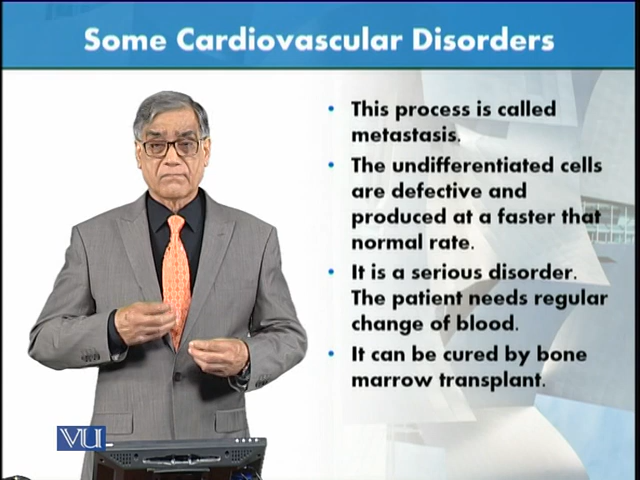 Some Cardiovascular Disorders
• This process is called
metastasis.
• The undifferentiated cells
are defective and
produced at a faster that
normal rate.
• It is a serious disorder.
The patient needs regular
change of blood.
• It can be cured by bone
marrow transplant.
VU